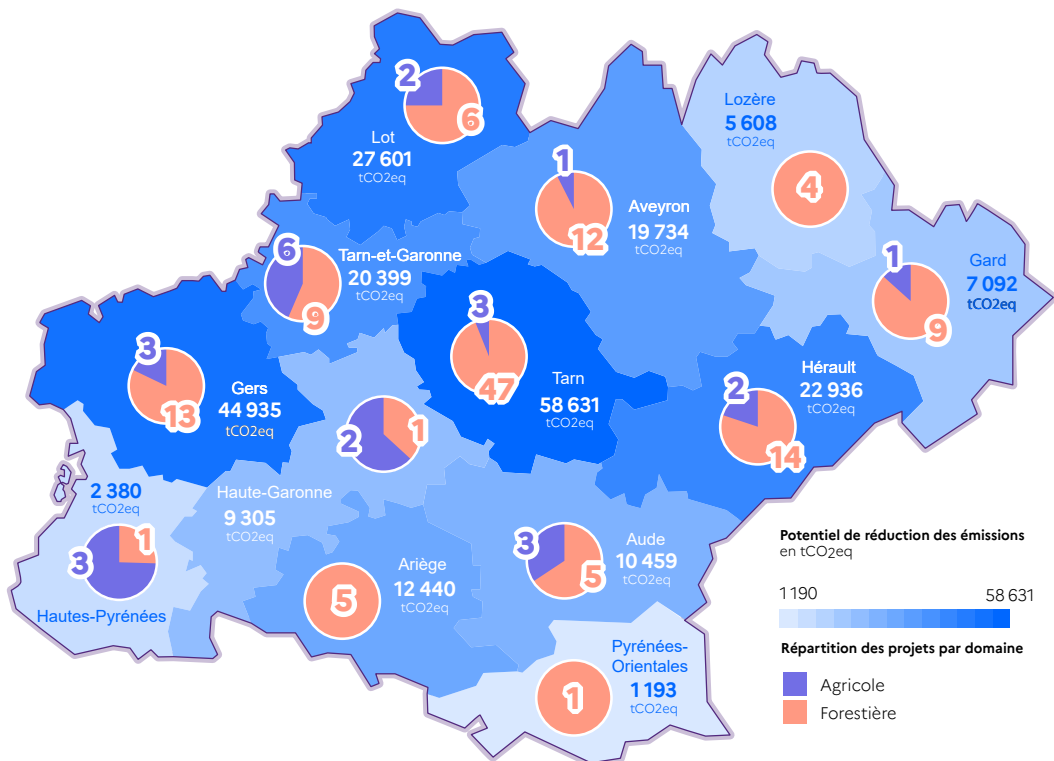 2
6
Lot
27 601
tCO2eq
Lozère
5 608
tCO2eq
4
1
12
Aveyron
19 734
tCO2eq
6
9
Tarn-et-Garonne
20 399
tCO2eq
1
9
Gard
7 092
tCO2eq
3
13
Gers
44 935
tCO2eq
3
47
Tarn
58 631
tCO2eq
2
14
Hérault
22 936
tCO2eq
2
1
Haute-Garonne
9 305
tCO2eq
2 380
tCO2eq
3
1
Hautes-Pyrénées
5
Ariège
12 440
tCO2eq
3
5
Aude
10 459
tCO2eq
1
Pyrénées-
Orientales
1 193
tCO2eq
Potentiel de réduction des émissions
en tCO2eq
1 190
58 631
Répartition des projets par domaine
Agricole
Forestière